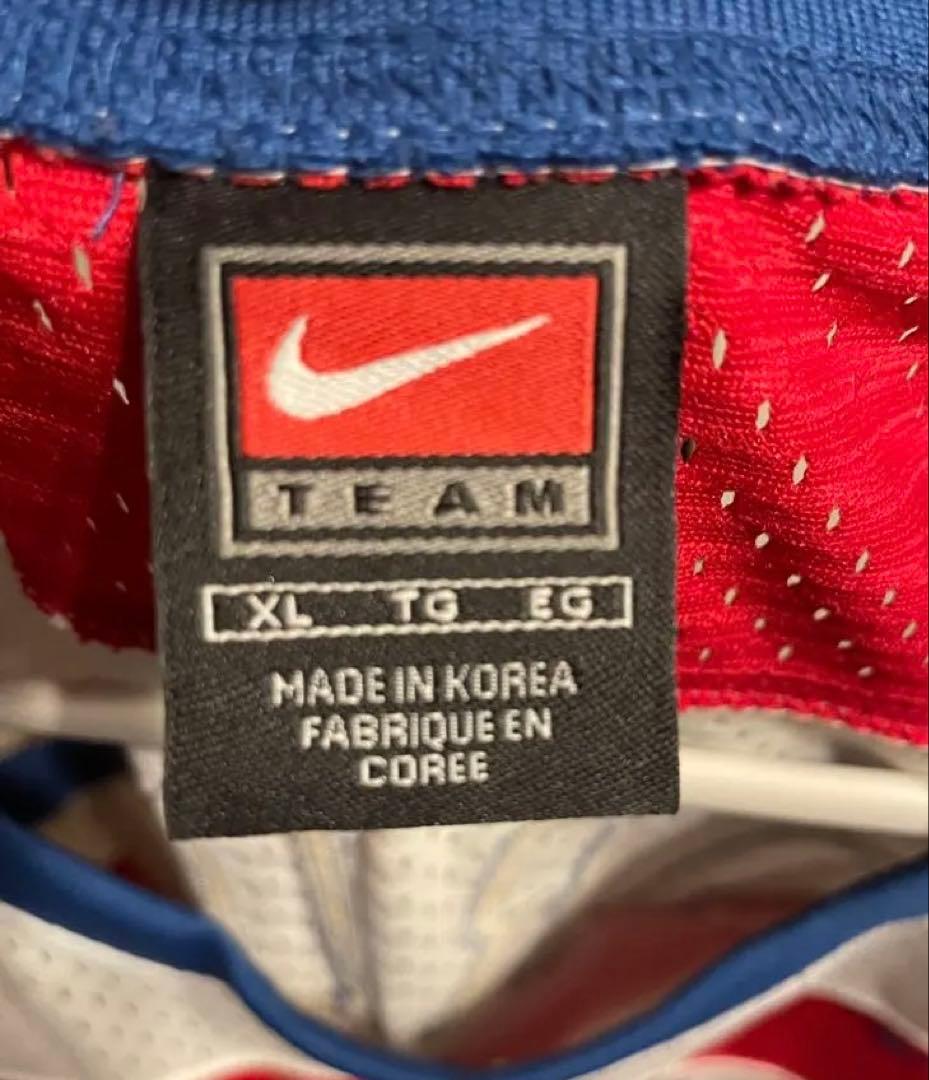 TEAM
XL TG EG
MADE IN KOREA
FABRIQUE EN
COREE